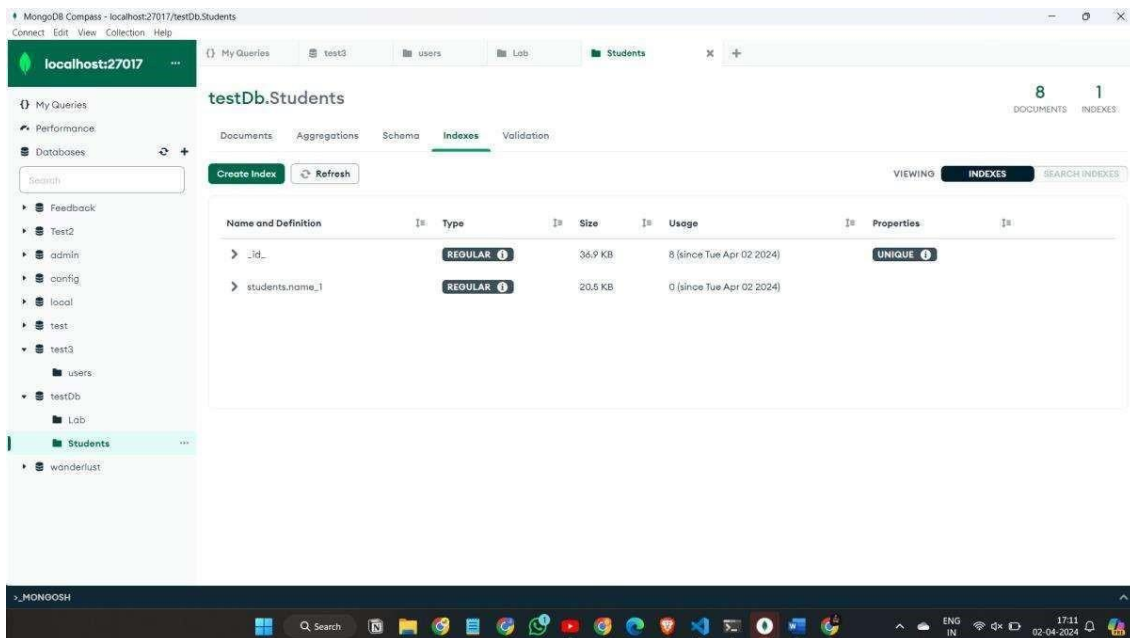 MongoDB Compass - localhost:27017/testDb.Students
Connect Edit View Collection Help
localhost:27017 ...
{} My Queries
test3
users
Lab
Students
{} My Queries
Performance
Databases
Search
Feedback
Test2
admin
config
local
test
test3
users
testDb
Lab
Students ...
wanderlust
testDb.Students
8 1
DOCUMENTS INDEXES
Documents Aggregations Schema Indexes Validation
Create Index Refresh
VIEWING INDEXES SEARCH INDEXES
Name and Definition Type Size Usage Properties
_id_ REGULAR 36.9 KB 8 (since Tue Apr 02 2024) UNIQUE
students.name_1 REGULAR 20.5 KB 0 (since Tue Apr 02 2024)
>_MONGOSH
Search
ENG
IN
17:11
02-04-2024